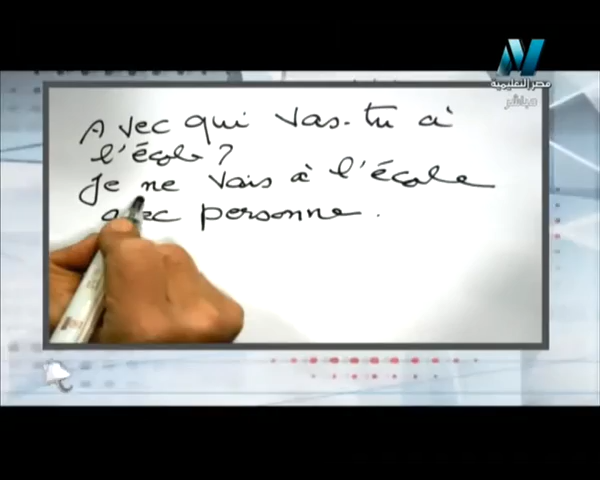 مصر التعليمية
مباشر
Avec qui vas-tu à
l'école?
Je ne vais à l'école
avec personne.